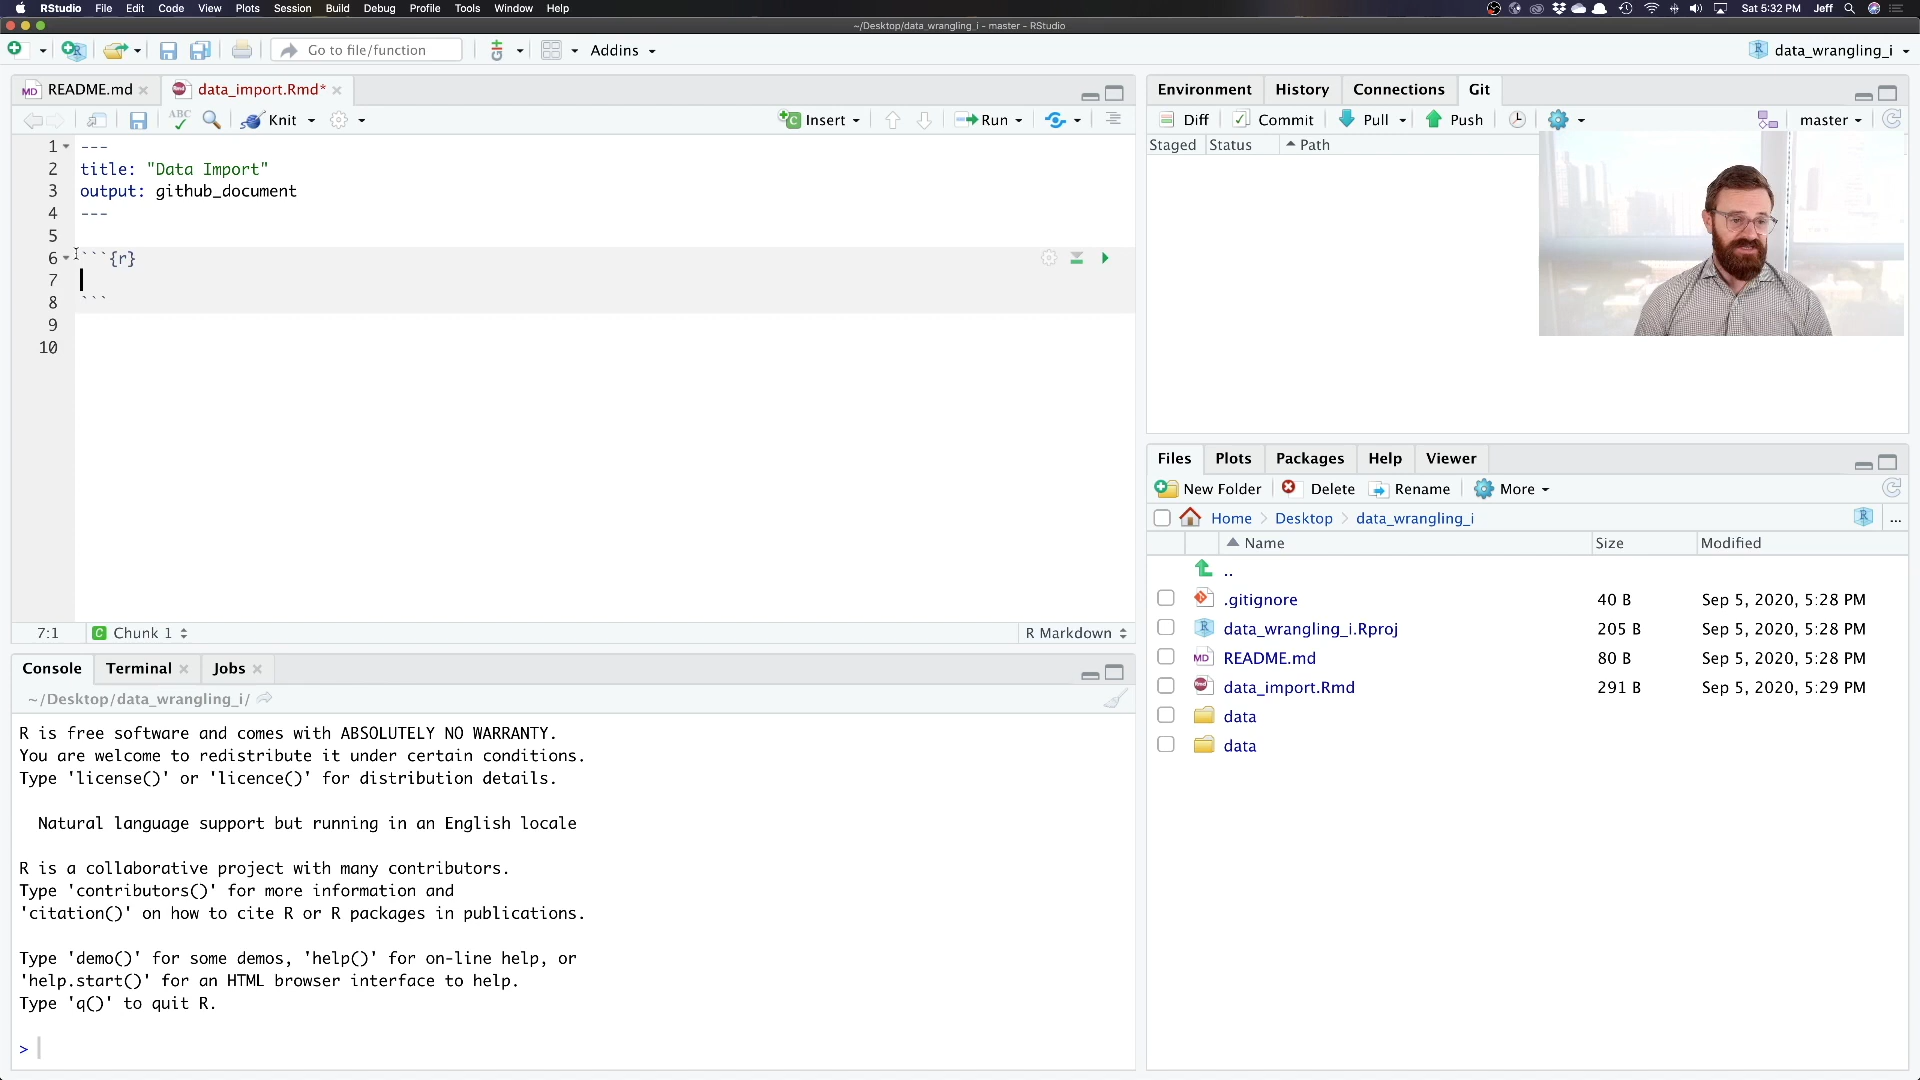 RStudio File Edit Code View Plots Session Build Debug Profile Tools Window Help Sat 5:32 PM Jeff
~/Desktop/data_wrangling_i - master - RStudio
Go to file/function Addins data_wrangling_i
README.md data_import.Rmd*
ABC Knit Insert Run
1 ---
2 title: "Data Import"
3 output: github_document
4 ---
5
6 ```{r}
7
8 ```
9
10
7:1 C Chunk 1 R Markdown
Console Terminal Jobs
~/Desktop/data_wrangling_i/
R is free software and comes with ABSOLUTELY NO WARRANTY.
You are welcome to redistribute it under certain conditions.
Type 'license()' or 'licence()' for distribution details.
Natural language support but running in an English locale
R is a collaborative project with many contributors.
Type 'contributors()' for more information and
'citation()' on how to cite R or R packages in publications.
Type 'demo()' for some demos, 'help()' for on-line help, or
'help.start()' for an HTML browser interface to help.
Type 'q()' to quit R.
>
Environment History Connections Git
Diff Commit Pull Push master
Staged Status Path
Files Plots Packages Help Viewer
New Folder Delete Rename More
Home Desktop data_wrangling_i ...
Name Size Modified
..
.gitignore 40 B Sep 5, 2020, 5:28 PM
data_wrangling_i.Rproj 205 B Sep 5, 2020, 5:28 PM
README.md 80 B Sep 5, 2020, 5:28 PM
data_import.Rmd 291 B Sep 5, 2020, 5:29 PM
data
data